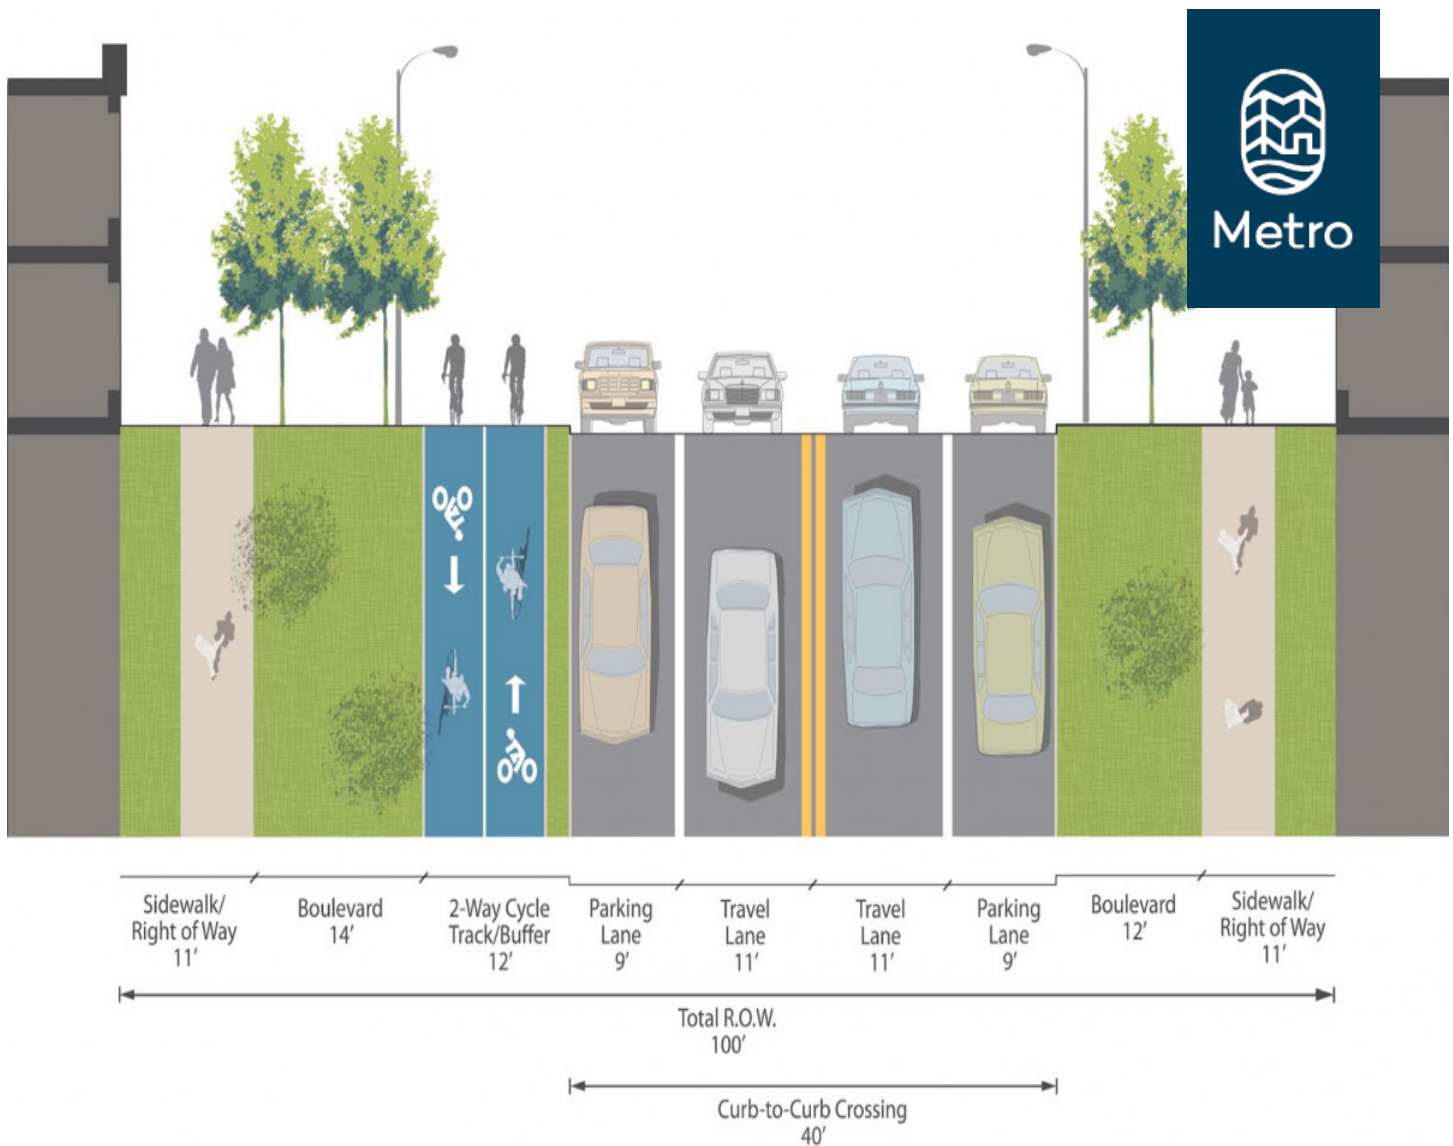 Metro
Sidewalk/
Right of Way
11'
Boulevard
14'
2-Way Cycle
Track/Buffer
12'
Parking
Lane
9'
Travel
Lane
11'
Travel
Lane
11'
Parking
Lane
9'
Boulevard
12'
Sidewalk/
Right of Way
11'
Total R.O.W.
100'
Curb-to-Curb Crossing
40'